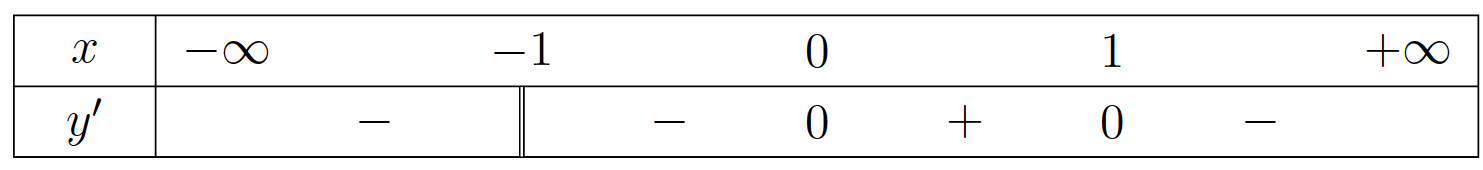 x −∞ −1 0 1 +∞
y′ − − 0 + 0 −